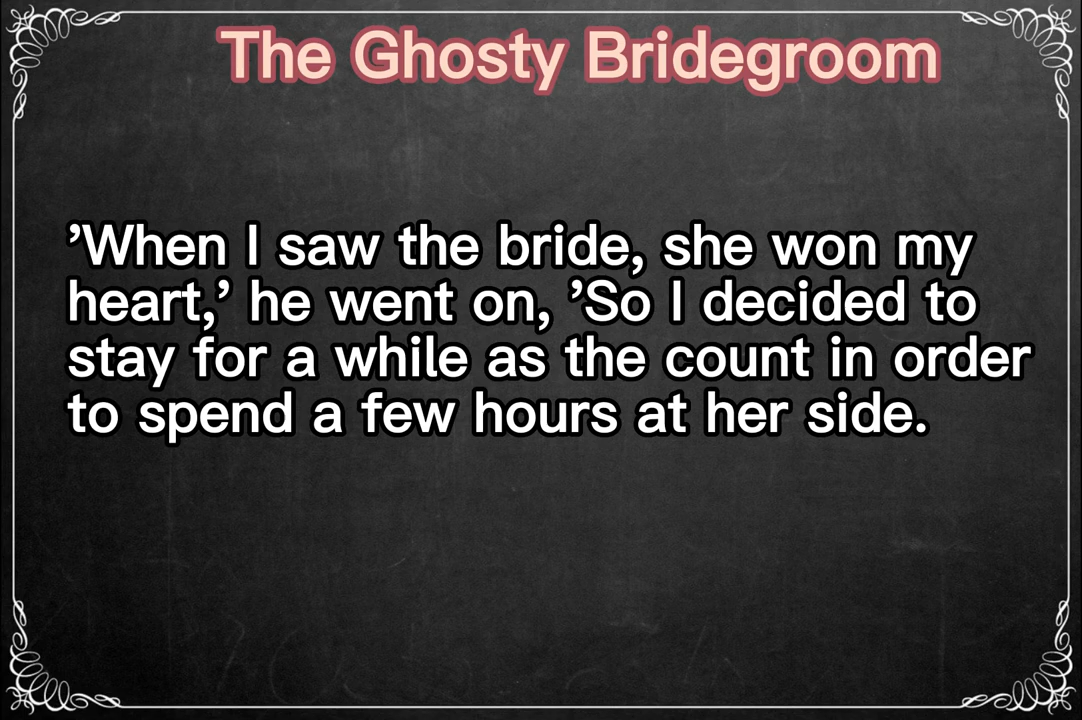 The Ghosty Bridegroom
’When I saw the bride, she won my
heart,’ he went on, ’So I decided to
stay for a while as the count in order
to spend a few hours at her side.